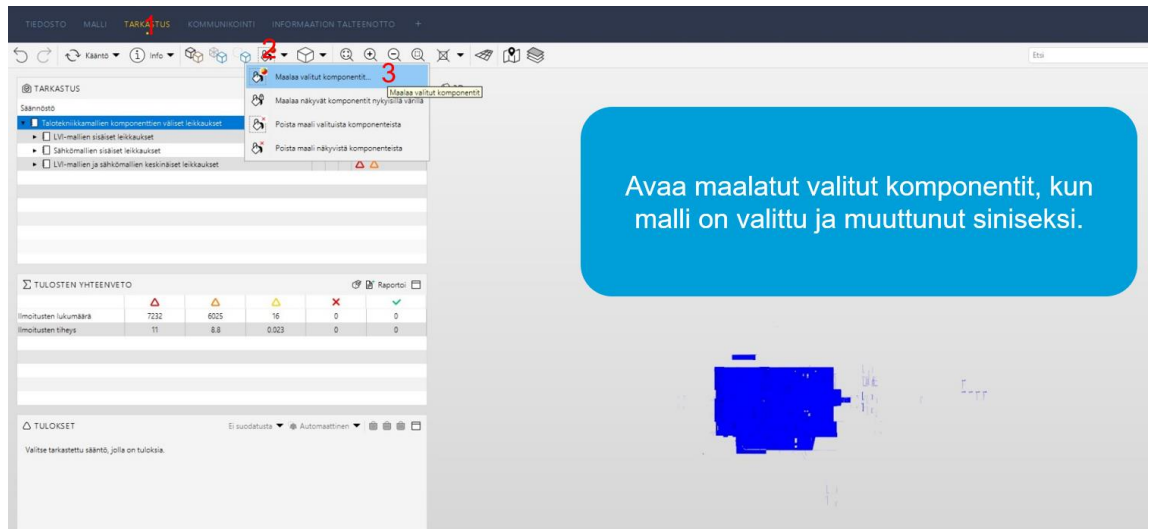 TIEDOSTO MALLI TARKASTUS KOMMUNIKOINTI INFORMAATION TALTEENOTTO +
1
Kääntö Info
2
Etsi
3
Maalaa valitut komponentit...
Maalaa valitut komponentit
Maalaa näkyvät komponentit nykyisillä värillä
Poista maali valituista komponenteista
Poista maali näkyvistä komponenteista
TARKASTUS
Säännöstö
Talotekniikkamallien komponenttien väliset leikkaukset
LVI-mallien sisäiset leikkaukset
Sähkömallien sisäiset leikkaukset
LVI-mallien ja sähkömallien keskinäiset leikkaukset
Avaa maalatut valitut komponentit, kun
malli on valittu ja muuttunut siniseksi.
TULOSTEN YHTEENVETO Raportoi
Ilmoitusten lukumäärä 7232 6025 16 0 0
Ilmoitusten tiheys 11 8.8 0.023 0 0
TULOKSET Ei suodatusta Automaattinen
Valitse tarkastettu sääntö, jolla on tuloksia.